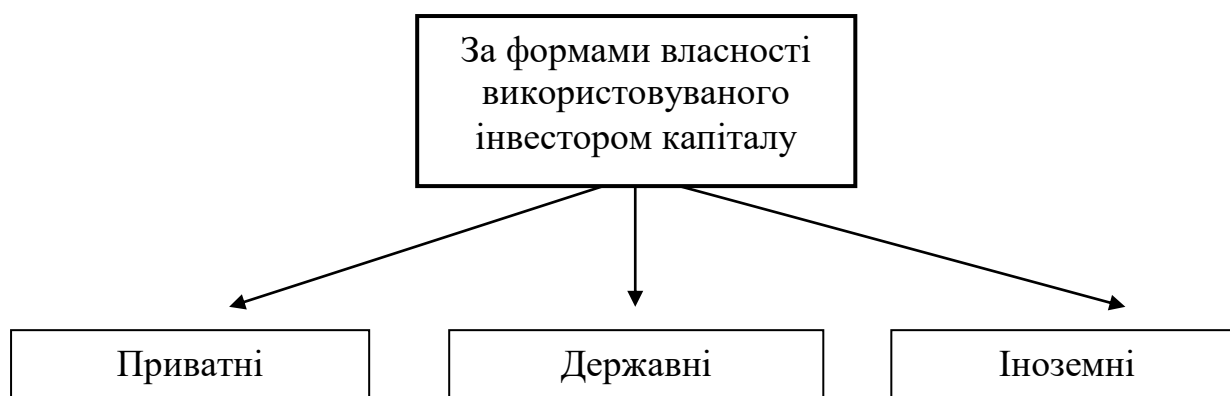 За формами власності
використовуваного
інвестором капіталу
Приватні
Державні
Іноземні